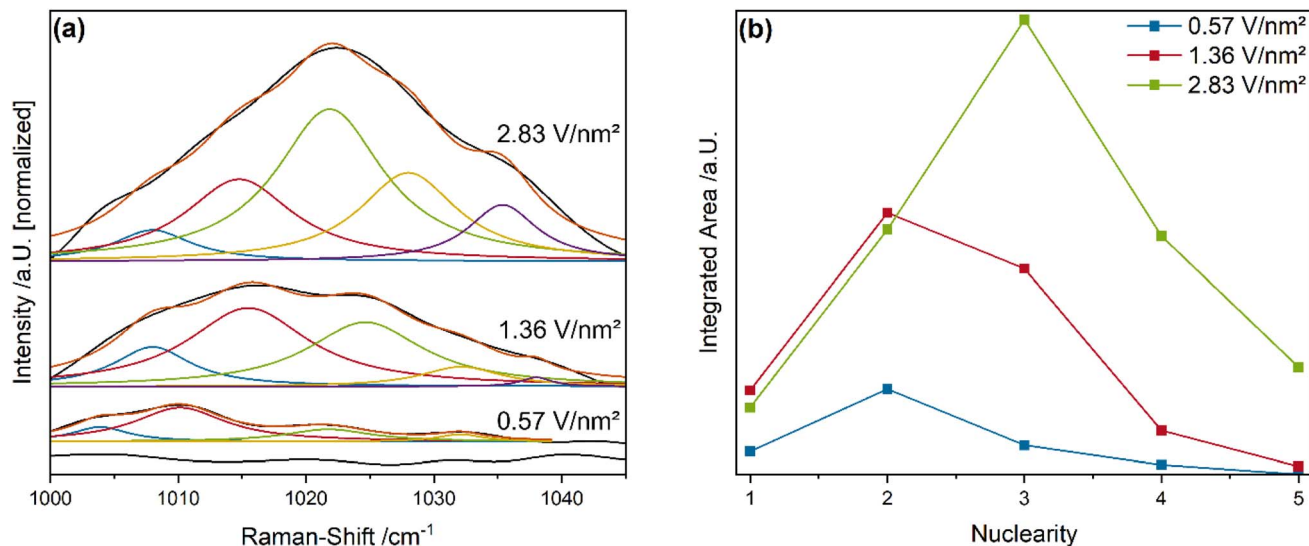 (a)
2.83 V/nm²
1.36 V/nm²
0.57 V/nm²
Intensity /a.U. [normalized]
1000 1010 1020 1030 1040
Raman-Shift /cm⁻¹
(b)
0.57 V/nm²
1.36 V/nm²
2.83 V/nm²
Integrated Area /a.U.
1 2 3 4 5
Nuclearity